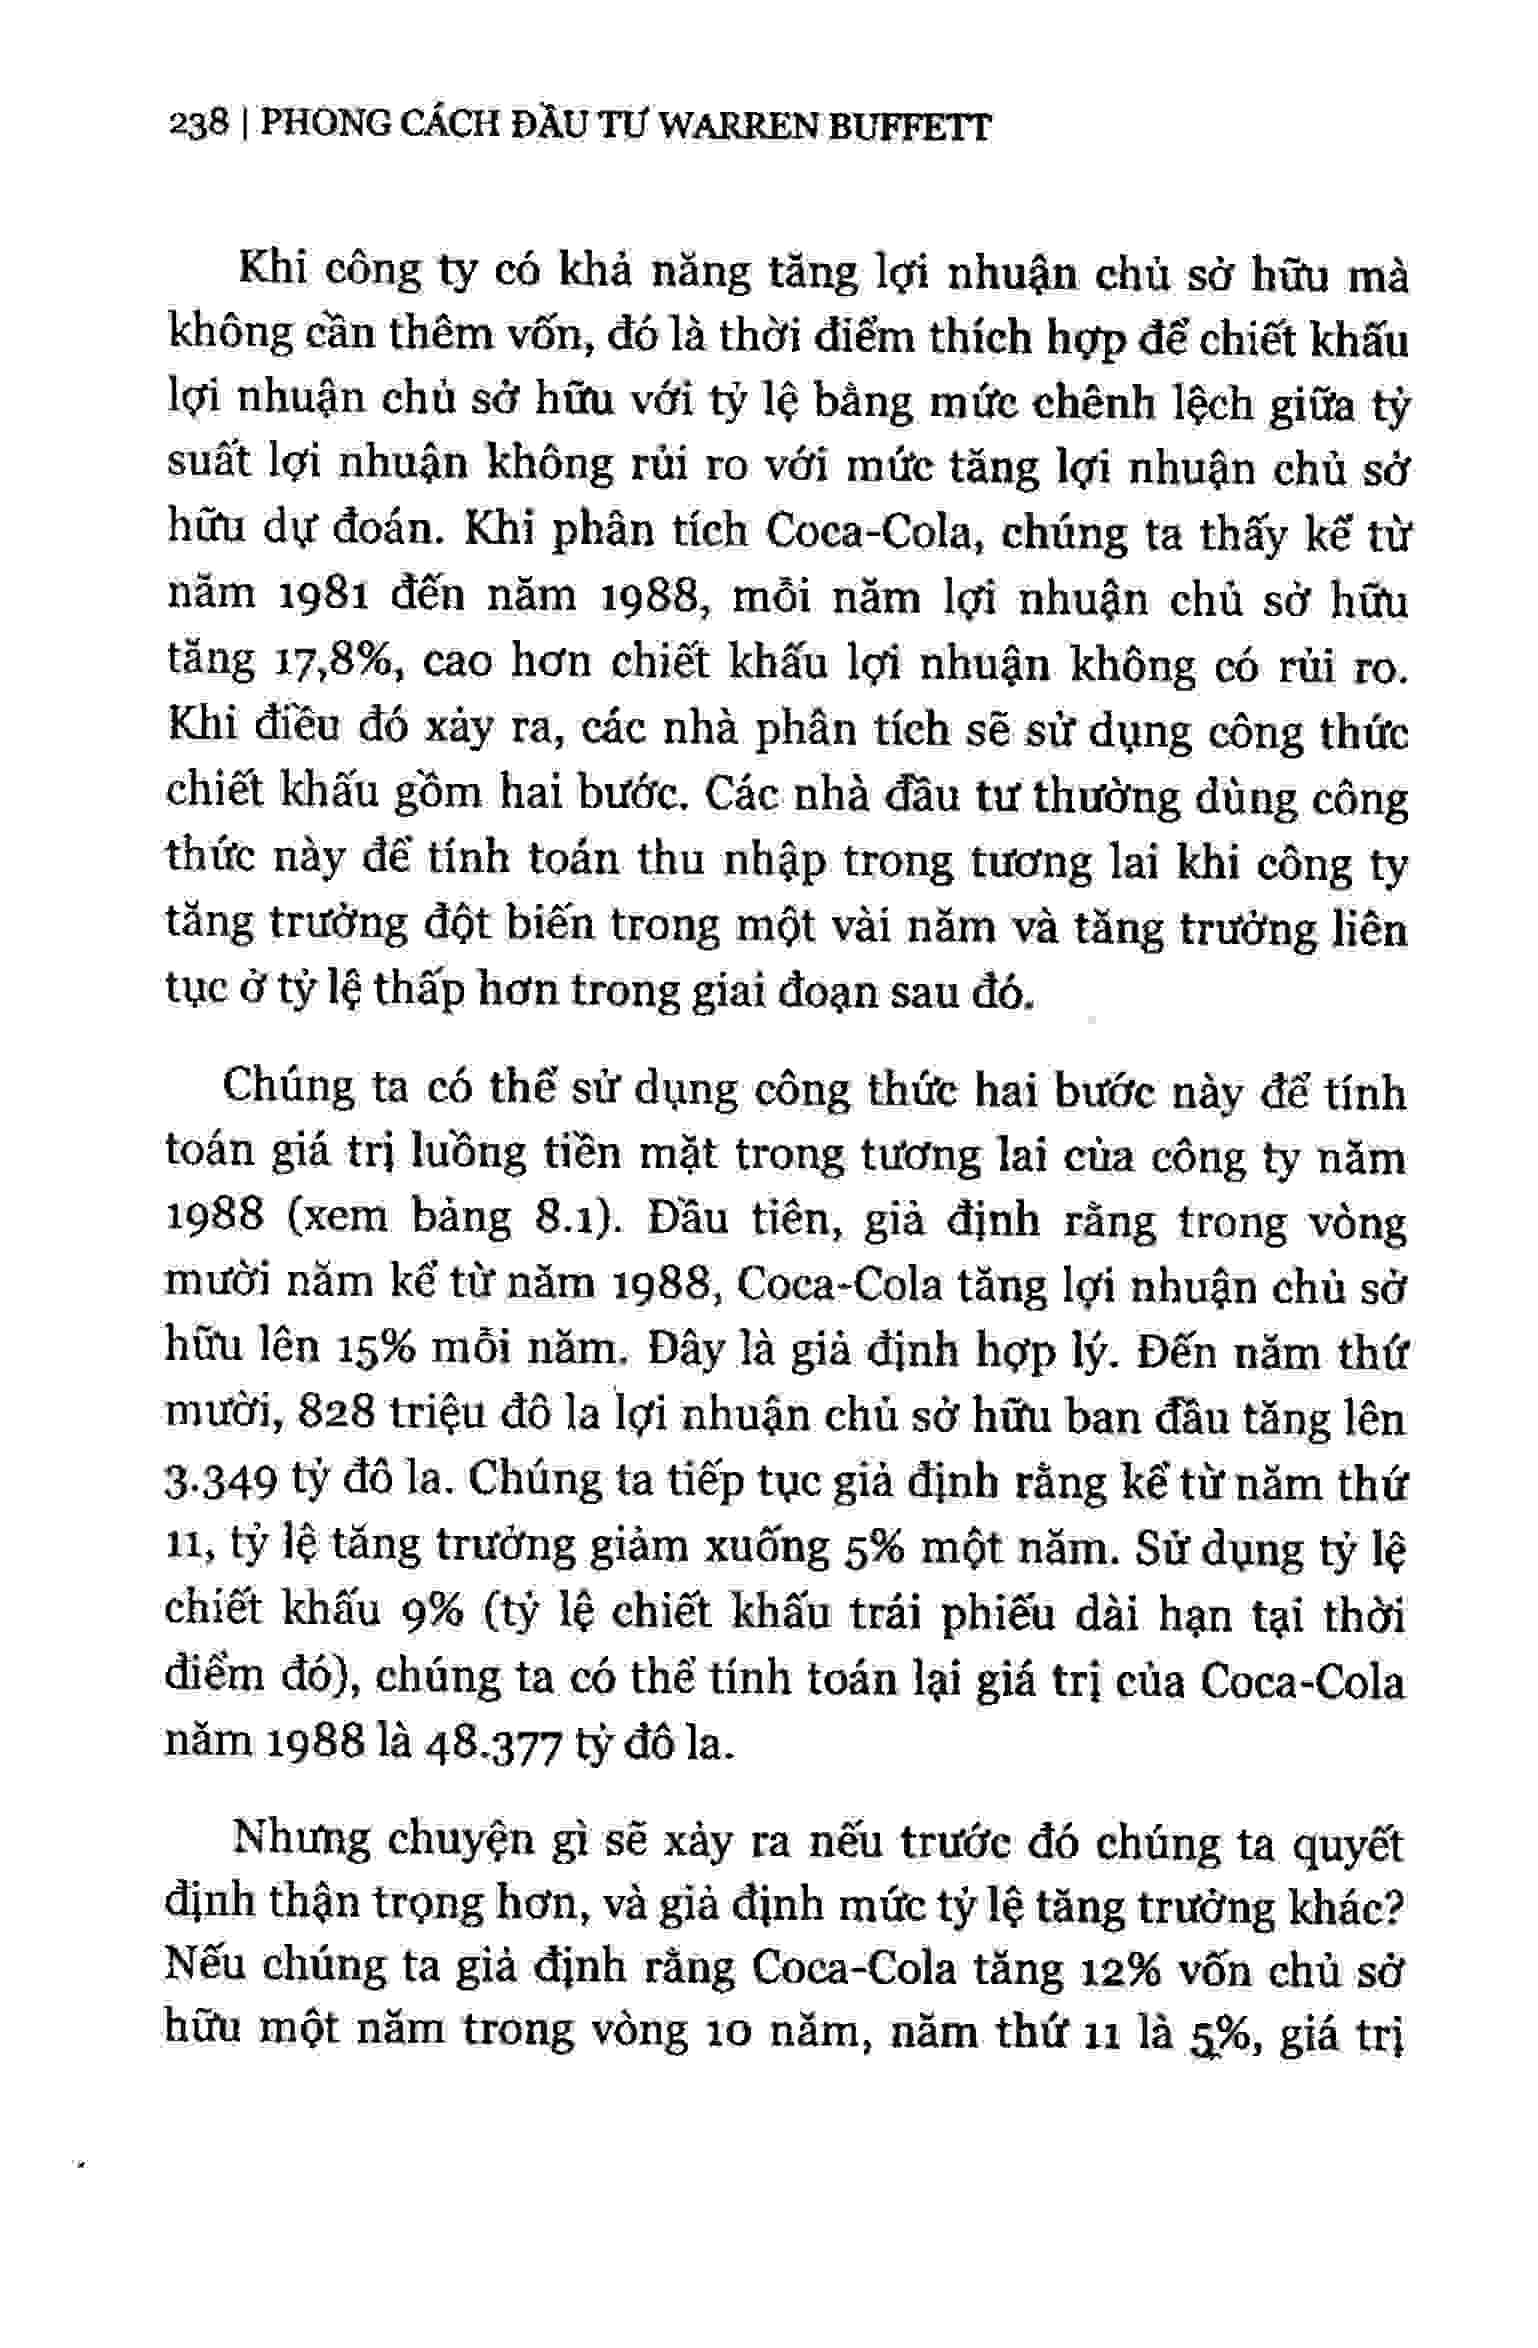 238 | PHONG CÁCH ĐẦU TƯ WARREN BUFFETT
Khi công ty có khả năng tăng lợi nhuận chủ sở hữu mà
không cần thêm vốn, đó là thời điểm thích hợp để chiết khấu
lợi nhuận chủ sở hữu với tỷ lệ bằng mức chênh lệch giữa tỷ
suất lợi nhuận không rủi ro với mức tăng lợi nhuận chủ sở
hữu dự đoán. Khi phân tích Coca-Cola, chúng ta thấy kể từ
năm 1981 đến năm 1988, mỗi năm lợi nhuận chủ sở hữu
tăng 17,8%, cao hơn chiết khấu lợi nhuận không có rủi ro.
Khi điều đó xảy ra, các nhà phân tích sẽ sử dụng công thức
chiết khấu gồm hai bước. Các nhà đầu tư thường dùng công
thức này để tính toán thu nhập trong tương lai khi công ty
tăng trưởng đột biến trong một vài năm và tăng trưởng liên
tục ở tỷ lệ thấp hơn trong giai đoạn sau đó.
Chúng ta có thể sử dụng công thức hai bước này để tính
toán giá trị luồng tiền mặt trong tương lai của công ty năm
1988 (xem bảng 8.1). Đầu tiên, giả định rằng trong vòng
mười năm kể từ năm 1988, Coca-Cola tăng lợi nhuận chủ sở
hữu lên 15% mỗi năm. Đây là giả định hợp lý. Đến năm thứ
mười, 828 triệu đô la lợi nhuận chủ sở hữu ban đầu tăng lên
3.349 tỷ đô la. Chúng ta tiếp tục giả định rằng kể từ năm thứ
11, tỷ lệ tăng trưởng giảm xuống 5% một năm. Sử dụng tỷ lệ
chiết khấu 9% (tỷ lệ chiết khấu trái phiếu dài hạn tại thời
điểm đó), chúng ta có thể tính toán lại giá trị của Coca-Cola
năm 1988 là 48.377 tỷ đô la.
Nhưng chuyện gì sẽ xảy ra nếu trước đó chúng ta quyết
định thận trọng hơn, và giả định mức tỷ lệ tăng trưởng khác?
Nếu chúng ta giả định rằng Coca-Cola tăng 12% vốn chủ sở
hữu một năm trong vòng 10 năm, năm thứ 11 là 5%, giá trị